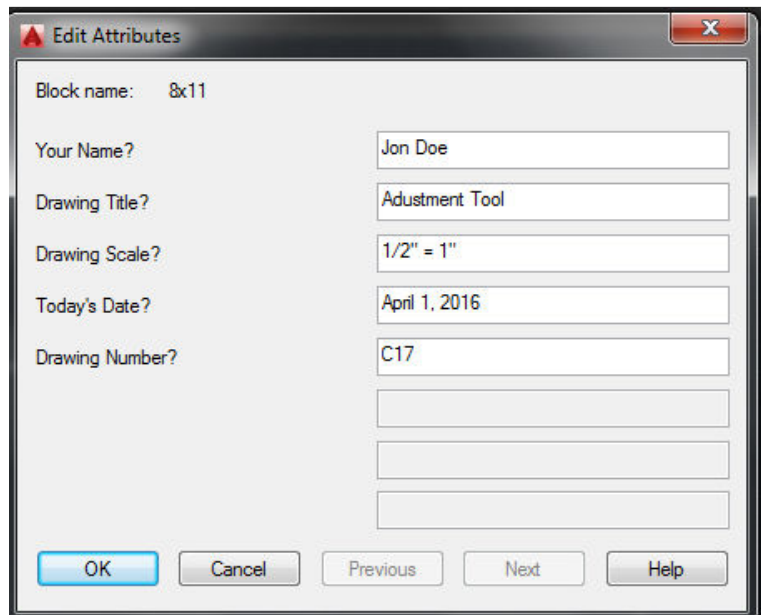 Edit Attributes
Block name: 8x11
Your Name? Jon Doe
Drawing Title? Adustment Tool
Drawing Scale? 1/2" = 1"
Today's Date? April 1, 2016
Drawing Number? C17
OK Cancel Previous Next Help